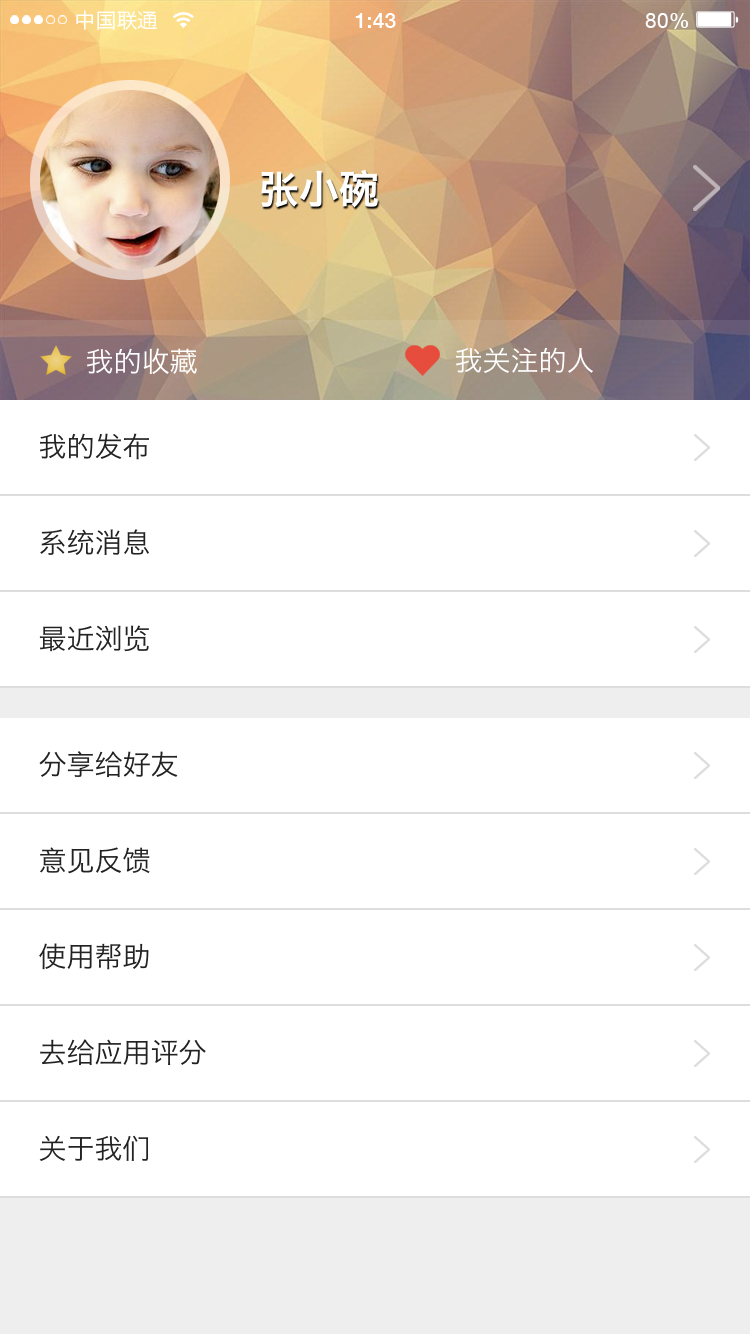 中国联通 1:43 80%
张小碗
我的收藏 我关注的人
我的发布
系统消息
最近浏览
分享给好友
意见反馈
使用帮助
去给应用评分
关于我们